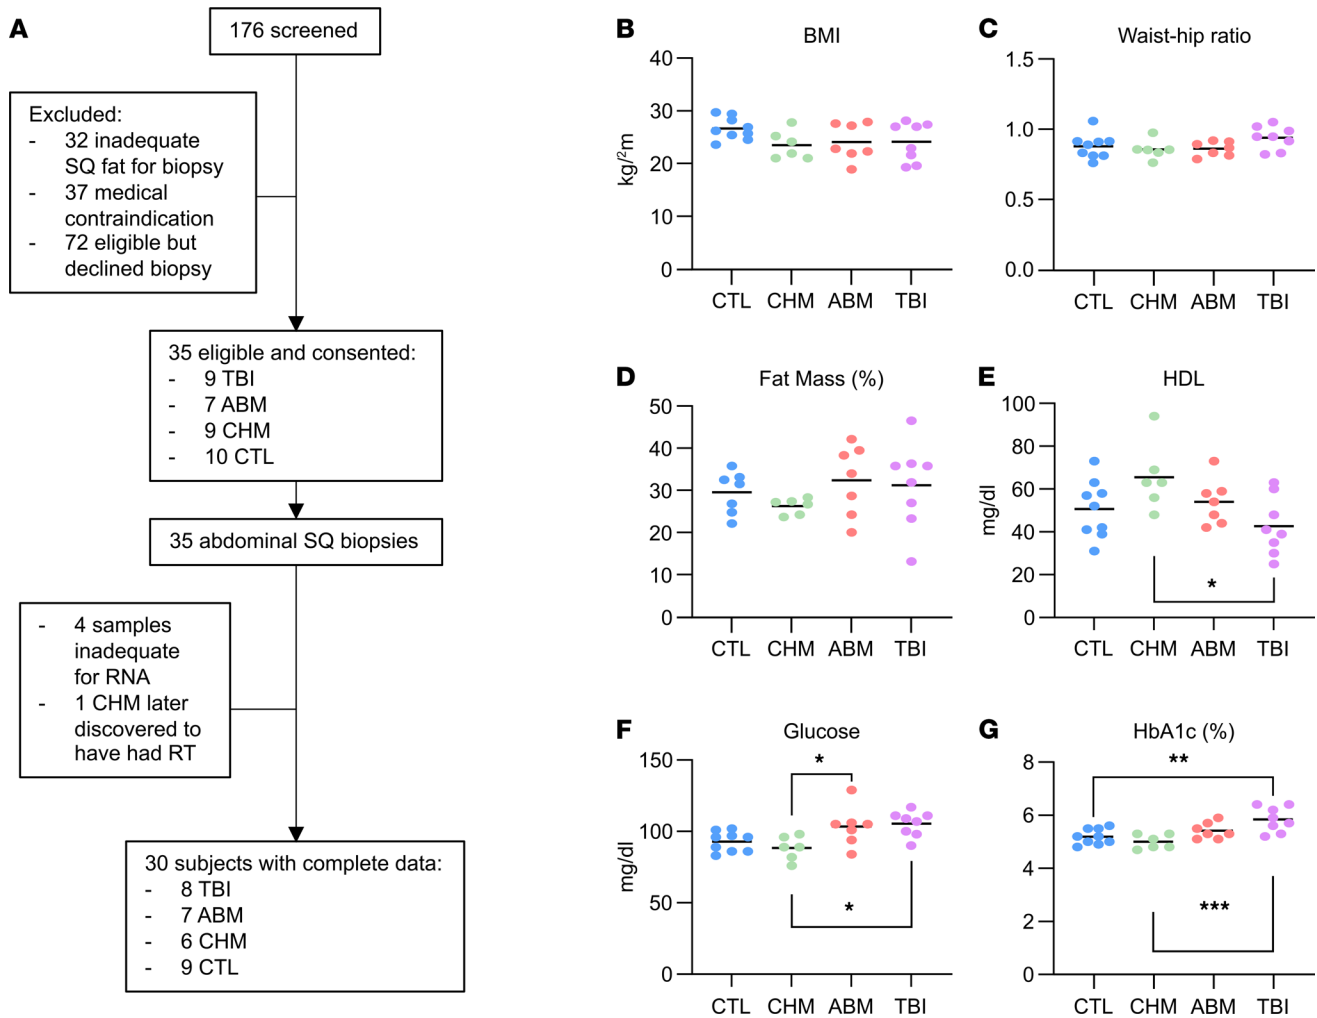 A
176 screened
Excluded:
- 32 inadequate
SQ fat for biopsy
- 37 medical
contraindication
- 72 eligible but
declined biopsy
35 eligible and consented:
- 9 TBI
- 7 ABM
- 9 CHM
- 10 CTL
35 abdominal SQ biopsies
- 4 samples
inadequate
for RNA
- 1 CHM later
discovered to
have had RT
30 subjects with complete data:
- 8 TBI
- 7 ABM
- 6 CHM
- 9 CTL
B
BMI
kg/²m
40
30
20
10
0
CTL CHM ABM TBI
C
Waist-hip ratio
1.5
1.0
0.5
0.0
CTL CHM ABM TBI
D
Fat Mass (%)
50
40
30
20
10
0
CTL CHM ABM TBI
E
HDL
mg/dl
100
80
60
40
20
0
*
CTL CHM ABM TBI
F
Glucose
mg/dl
150
100
50
0
*
*
CTL CHM ABM TBI
G
HbA1c (%)
8
6
4
2
0
**
***
CTL CHM ABM TBI